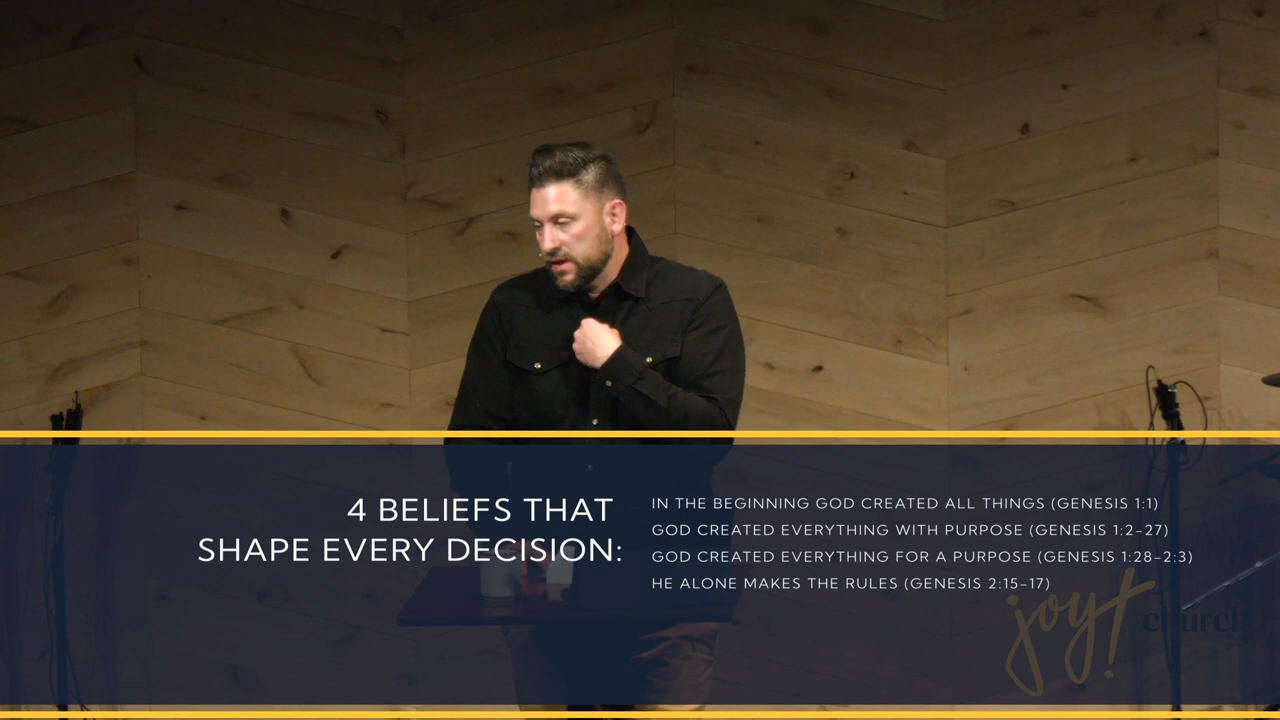 4 BELIEFS THAT
SHAPE EVERY DECISION:
IN THE BEGINNING GOD CREATED ALL THINGS (GENESIS 1:1)
GOD CREATED EVERYTHING WITH PURPOSE (GENESIS 1:2-27)
GOD CREATED EVERYTHING FOR A PURPOSE (GENESIS 1:28-2:3)
HE ALONE MAKES THE RULES (GENESIS 2:15-17)
joy! church